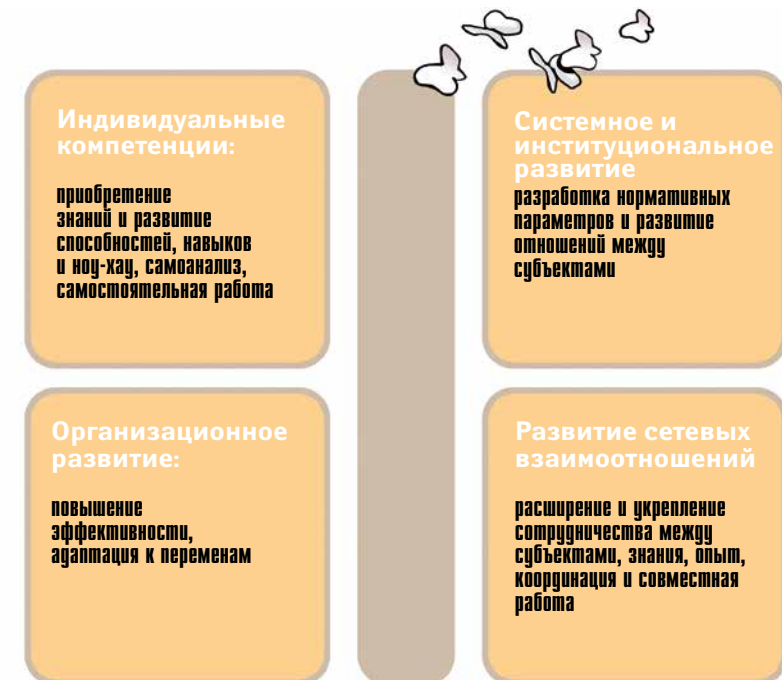 Индивидуальные
компетенции:
приобретение
знаний и развитие
способностей, навыков
и ноу-хау, самоанализ,
самостоятельная работа
Системное и
институциональное
развитие
разработка нормативных
параметров и развитие
отношений между
субъектами
Организационное
развитие:
повышение
эффективности,
адаптация к переменам
Развитие сетевых
взаимоотношений
расширение и укрепление
сотрудничества между
субъектами, знания, опыт,
координация и совместная
работа